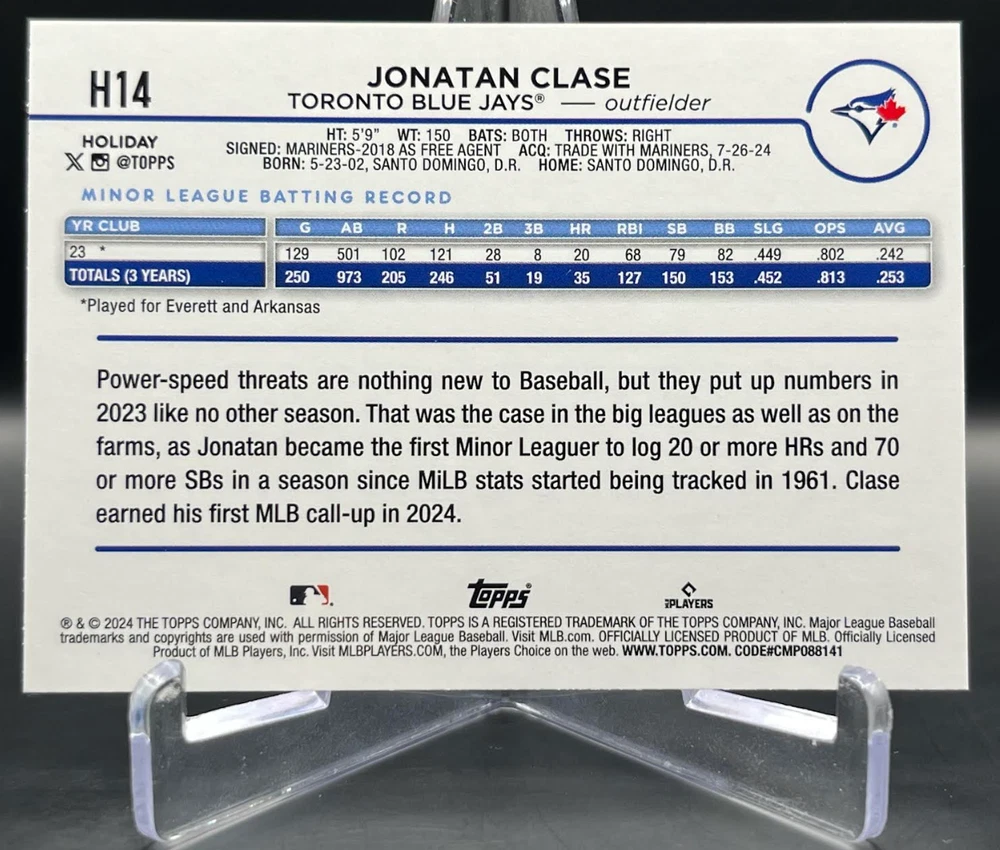 H14
JONATAN CLASE
TORONTO BLUE JAYS® — outfielder
HOLIDAY
@TOPPS
HT: 5'9" WT: 150 BATS: BOTH THROWS: RIGHT
SIGNED: MARINERS-2018 AS FREE AGENT ACQ: TRADE WITH MARINERS, 7-26-24
BORN: 5-23-02, SANTO DOMINGO, D.R. HOME: SANTO DOMINGO, D.R.
MINOR LEAGUE BATTING RECORD
YR CLUB G AB R H 2B 3B HR RBI SB BB SLG OPS AVG
23 * 129 501 102 121 28 8 20 68 79 82 .449 .802 .242
TOTALS (3 YEARS) 250 973 205 246 51 19 35 127 150 153 .452 .813 .253
*Played for Everett and Arkansas
Power-speed threats are nothing new to Baseball, but they put up numbers in
2023 like no other season. That was the case in the big leagues as well as on the
farms, as Jonatan became the first Minor Leaguer to log 20 or more HRs and 70
or more SBs in a season since MiLB stats started being tracked in 1961. Clase
earned his first MLB call-up in 2024.
Topps®
MLBPLAYERS
® & © 2024 THE TOPPS COMPANY, INC. ALL RIGHTS RESERVED. TOPPS IS A REGISTERED TRADEMARK OF THE TOPPS COMPANY, INC. Major League Baseball
trademarks and copyrights are used with permission of Major League Baseball. Visit MLB.com. OFFICIALLY LICENSED PRODUCT OF MLB. Officially Licensed
Product of MLB Players, Inc. Visit MLBPLAYERS.COM, the Players Choice on the web. WWW.TOPPS.COM. CODE#CMP088141